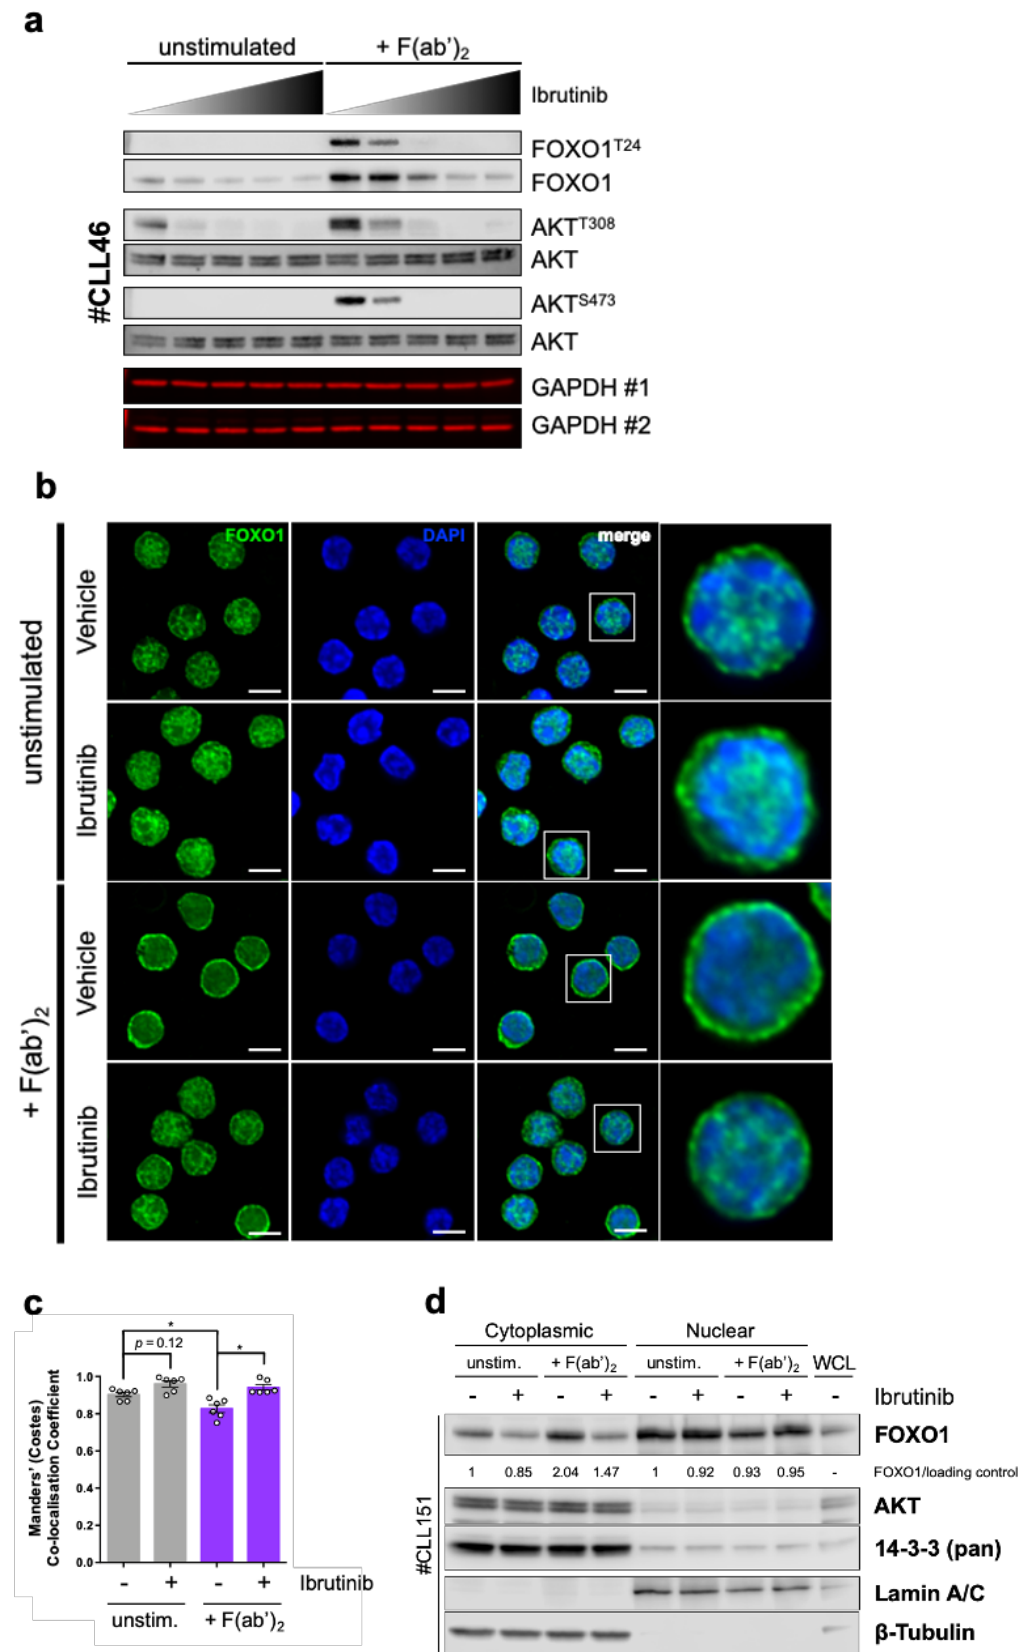 a
unstimulated + F(ab')₂
Ibrutinib
FOXO1ᵀ²⁴
FOXO1
AKTᵀ³⁰⁸
AKT
AKTˢ⁴⁷³
AKT
GAPDH #1
GAPDH #2
#CLL46
b
FOXO1 DAPI merge
unstimulated
Vehicle
Ibrutinib
+ F(ab')₂
Vehicle
Ibrutinib
c
*
p = 0.12 *
Manders' (Costes)
Co-localisation Coefficient
1.0
0.8
0.6
0.4
0.2
0.0
- + - + Ibrutinib
unstim. + F(ab')₂
d
Cytoplasmic Nuclear
unstim. + F(ab')₂ unstim. + F(ab')₂ WCL
- + - + - + - + - Ibrutinib
FOXO1
1 0.85 2.04 1.47 1 0.92 0.93 0.95 - FOXO1/loading control
AKT
14-3-3 (pan)
Lamin A/C
β-Tubulin
#CLL151